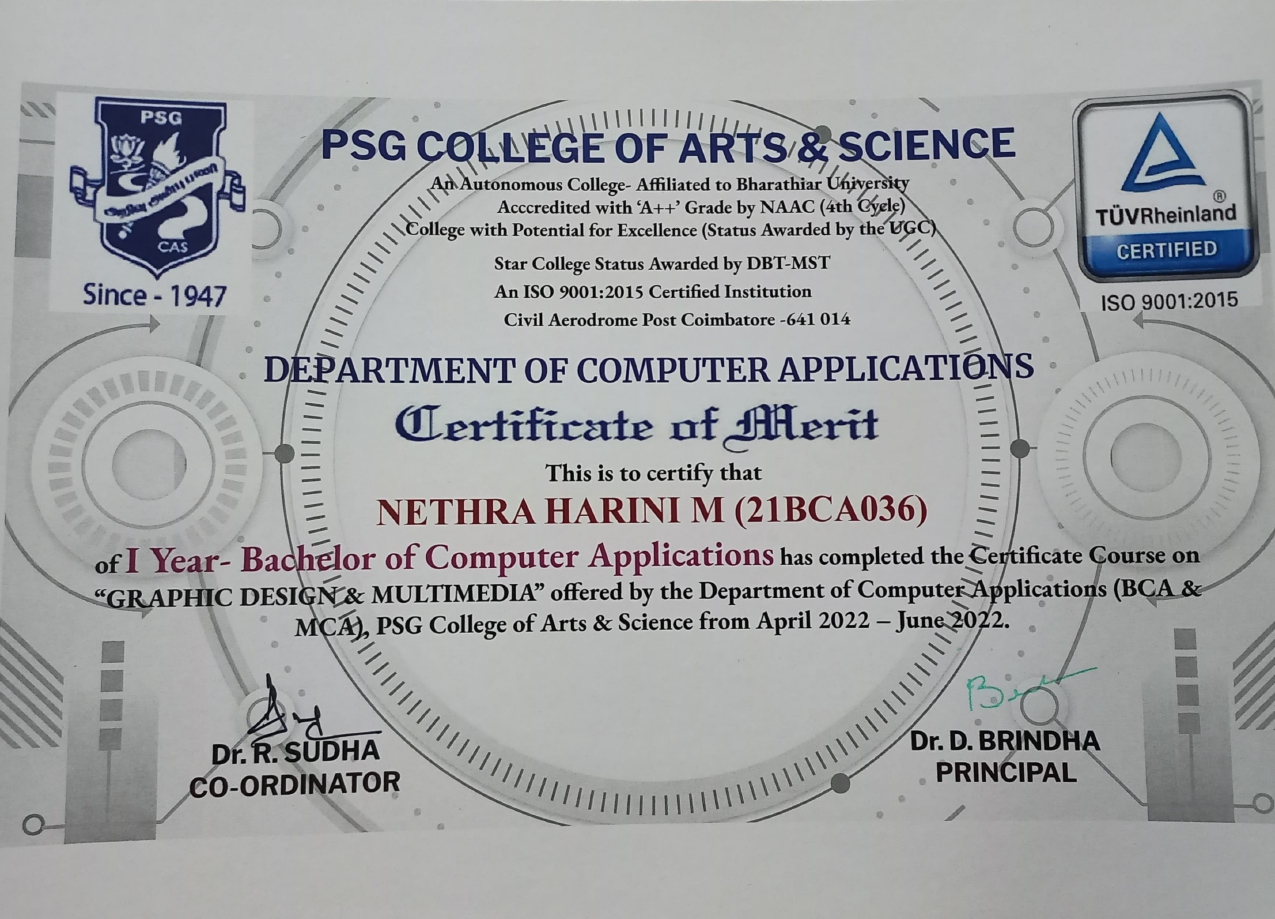 PSG
CAS
Since - 1947
TÜVRheinland
®
CERTIFIED
ISO 9001:2015
PSG COLLEGE OF ARTS & SCIENCE
An Autonomous College- Affiliated to Bharathiar University
Acccredited with ‘A++’ Grade by NAAC (4th Cycle)
College with Potential for Excellence (Status Awarded by the UGC)
Star College Status Awarded by DBT-MST
An ISO 9001:2015 Certified Institution
Civil Aerodrome Post Coimbatore -641 014
DEPARTMENT OF COMPUTER APPLICATIONS
Certificate of Merit
This is to certify that
NETHRA HARINI M (21BCA036)
of I Year- Bachelor of Computer Applications has completed the Certificate Course on
“GRAPHIC DESIGN & MULTIMEDIA” offered by the Department of Computer Applications (BCA &
MCA), PSG College of Arts & Science from April 2022 – June 2022.
Dr. R. SUDHA
CO-ORDINATOR
Dr. D. BRINDHA
PRINCIPAL